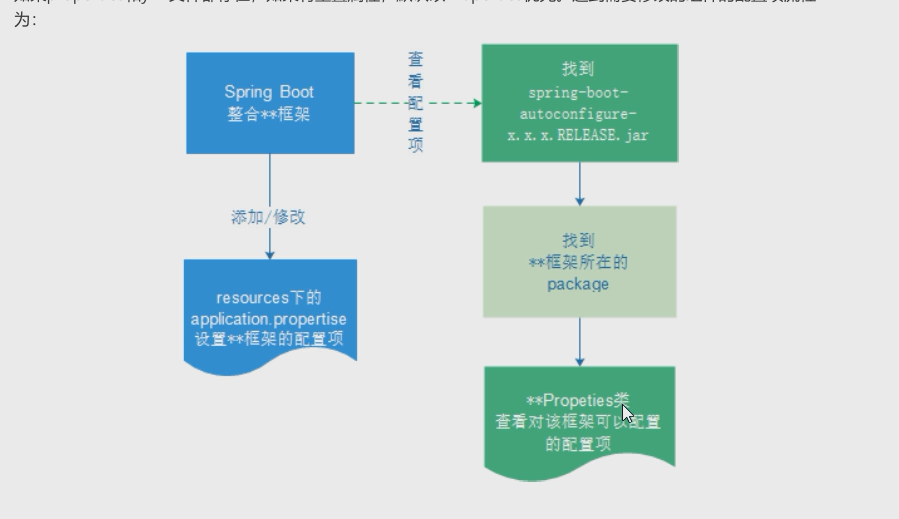 为：
Spring Boot
整合**框架
查
看
配
置
项
找到
spring-boot-
autoconfigure-
x.x.x.RELEASE.jar
添加/修改
找到
**框架所在的
package
resources下的
application.propertise
设置**框架的配置项
**Propeties类
查看对该框架可以配置
的配置项